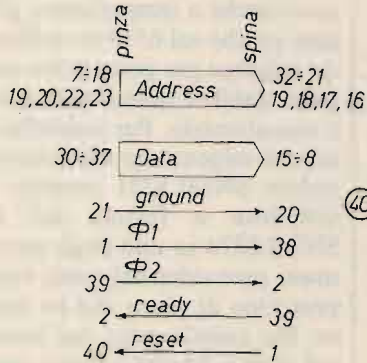 pinza spina
7÷18 Address 32÷21
19,20,22,23 19,18,17,16
30÷37 Data 15÷8
ground
21 20
40
Φ1
1 38
Φ2
39 2
ready
2 39
reset
40 1